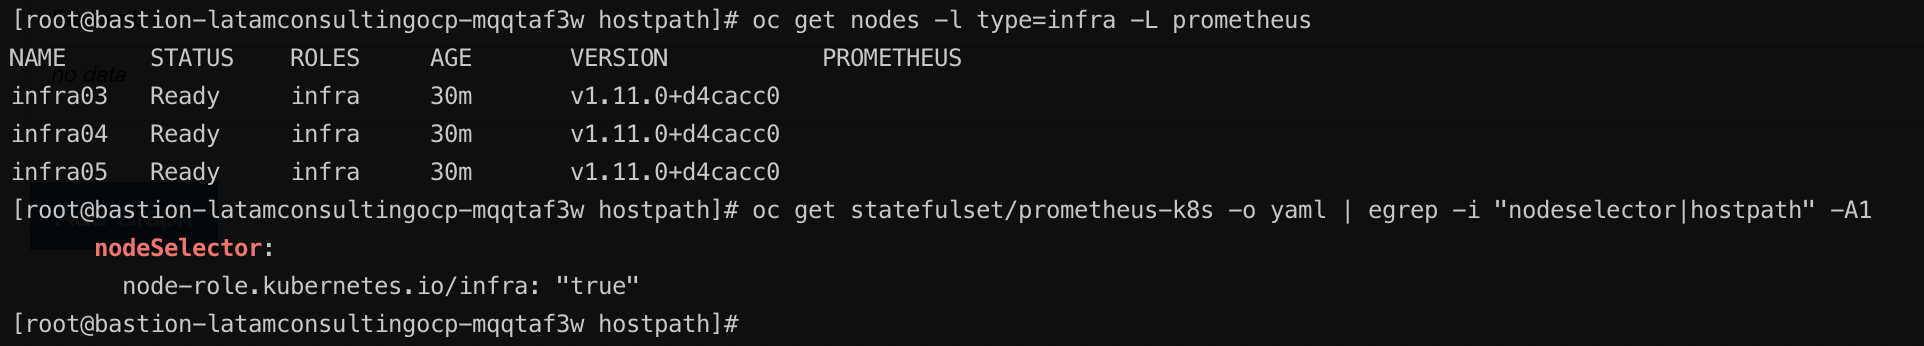 [root@bastion-latamconsultingocp-mqqtaf3w hostpath]# oc get nodes -l type=infra -L prometheus
NAME STATUS ROLES AGE VERSION PROMETHEUS
no data
infra03 Ready infra 30m v1.11.0+d4cacc0
infra04 Ready infra 30m v1.11.0+d4cacc0
infra05 Ready infra 30m v1.11.0+d4cacc0
[root@bastion-latamconsultingocp-mqqtaf3w hostpath]# oc get statefulset/prometheus-k8s -o yaml | egrep -i "nodeselector|hostpath" -A1
nodeSelector:
node-role.kubernetes.io/infra: "true"
[root@bastion-latamconsultingocp-mqqtaf3w hostpath]#